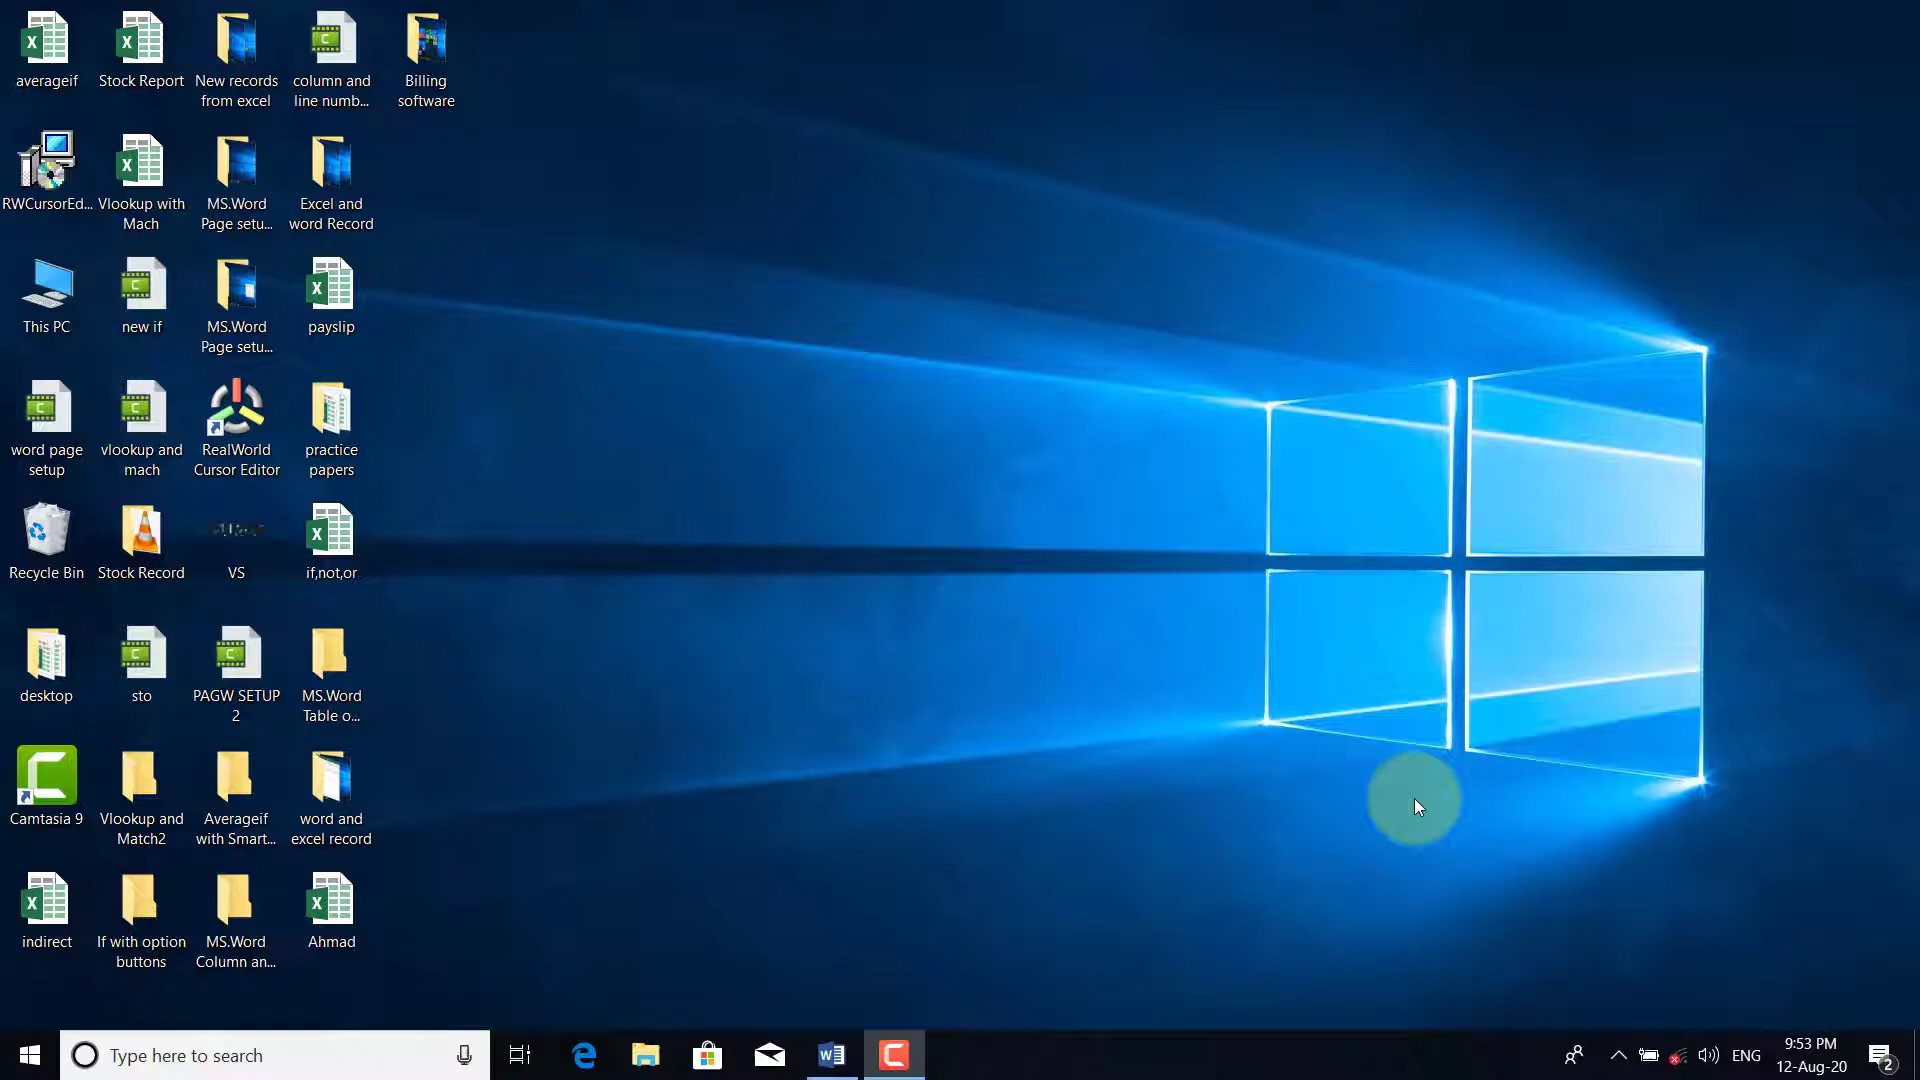 averageif
Stock Report
New records
from excel
column and
line numb...
Billing
software
RWCursorEd...
Vlookup with
Mach
MS.Word
Page setu...
Excel and
word Record
This PC
new if
MS.Word
Page setu...
payslip
word page
setup
vlookup and
mach
RealWorld
Cursor Editor
practice
papers
Recycle Bin
Stock Record
VS
if,not,or
desktop
sto
PAGW SETUP
2
MS.Word
Table o...
Camtasia 9
Vlookup and
Match2
Averageif
with Smart...
word and
excel record
indirect
If with option
buttons
MS.Word
Column an...
Ahmad
Type here to search
ENG
9:53 PM
12-Aug-20
2